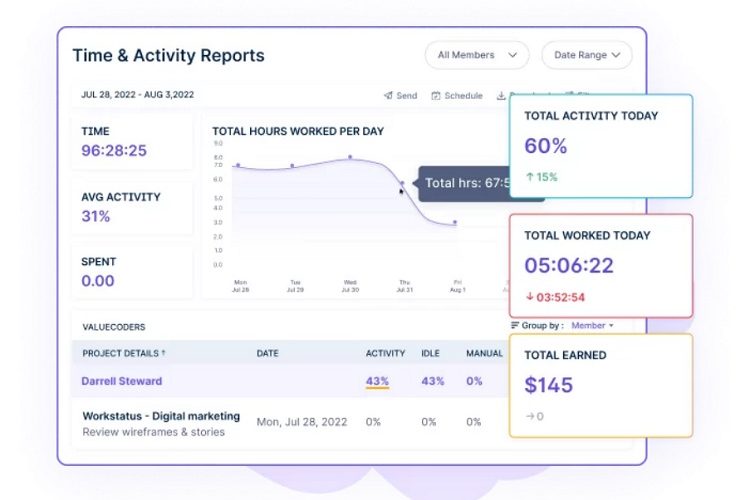 Time & Activity Reports
All Members
Date Range
JUL 28, 2022 - AUG 3,2022
Send
Schedule
TIME
96:28:25
AVG ACTIVITY
31%
SPENT
0.00
TOTAL HOURS WORKED PER DAY
9.0
8.0
7.0
6.0
5.0
4.0
3.0
2.0
1.0
0.0
Total hrs: 67:5
Mon Tue Wed Thu Fri
Jul 28 Jul 29 Jul 30 Jul 31 Aug 1
TOTAL ACTIVITY TODAY
60%
↑ 15%
TOTAL WORKED TODAY
05:06:22
↓ 03:52:54
VALUECODERS
Group by : Member
PROJECT DETAILS ↑ DATE ACTIVITY IDLE MANUAL
Darrell Steward 43% 43% 0%
Workstatus - Digital marketing
Review wireframes & stories
Mon, Jul 28, 2022 0% 0% 0%
TOTAL EARNED
$145
→0